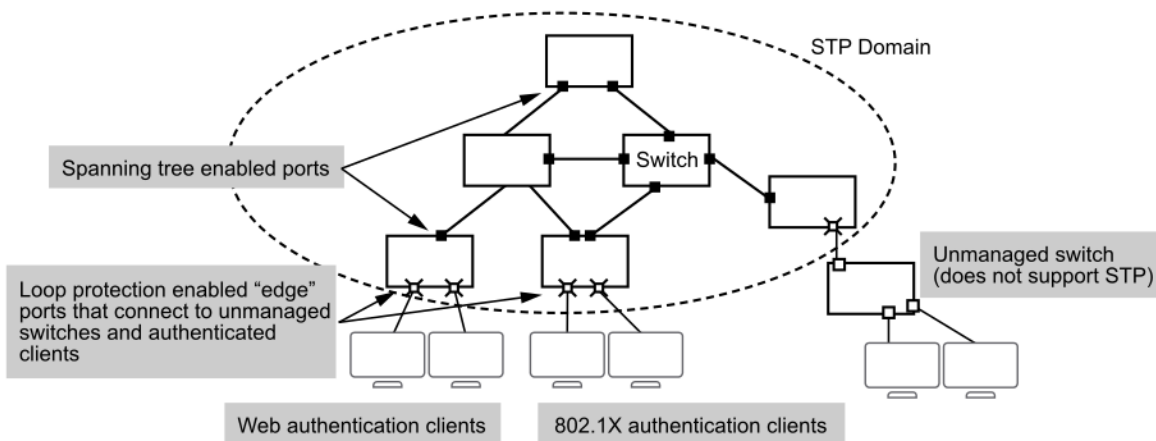 STP Domain
Spanning tree enabled ports
Switch
Unmanaged switch
(does not support STP)
Loop protection enabled “edge”
ports that connect to unmanaged
switches and authenticated
clients
Web authentication clients
802.1X authentication clients